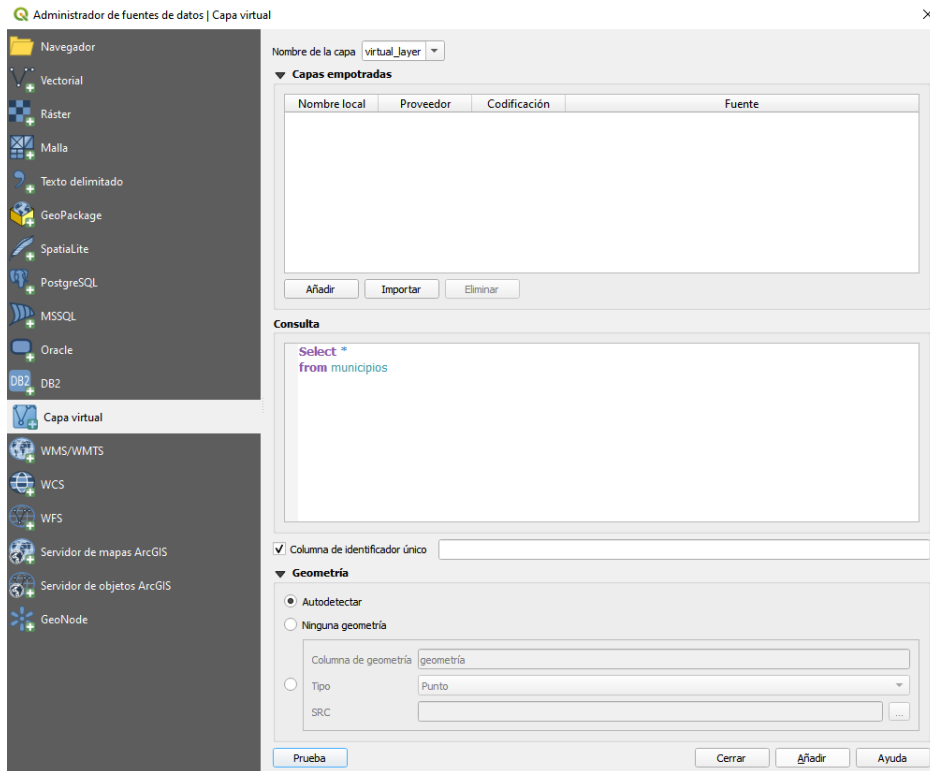 Administrador de fuentes de datos | Capa virtual
Navegador
Vectorial
Ráster
Malla
Texto delimitado
GeoPackage
SpatiaLite
PostgreSQL
MSSQL
Oracle
DB2 DB2
Capa virtual
WMS/WMTS
WCS
WFS
Servidor de mapas ArcGIS
Servidor de objetos ArcGIS
GeoNode
Nombre de la capa virtual_layer
Capas empotradas
Nombre local Proveedor Codificación Fuente
Añadir Importar Eliminar
Consulta
Select *
from municipios
Columna de identificador único
Geometría
Autodetectar
Ninguna geometría
Columna de geometría geometría
Tipo Punto
SRC ...
Prueba Cerrar Añadir Ayuda